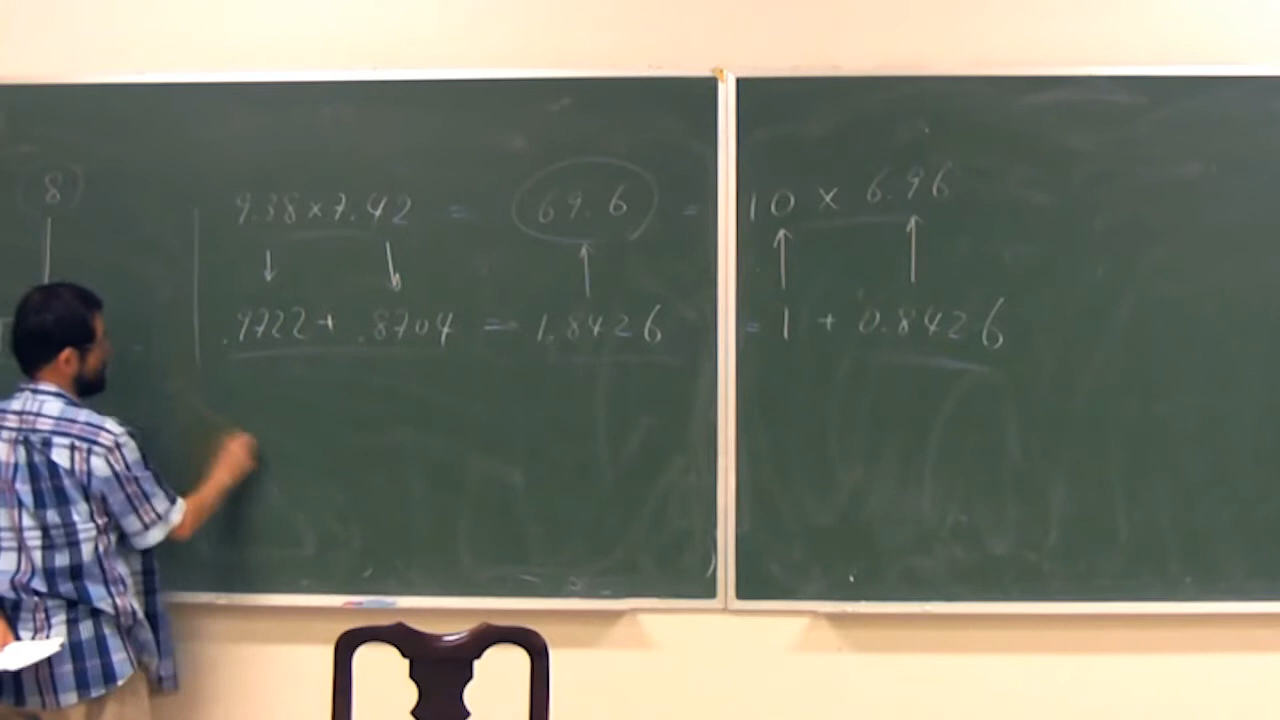 8
9.38×7.42 = 69.6 = 10 × 6.96
.9722 + .8704 = 1.8426 = 1 + 0.8426